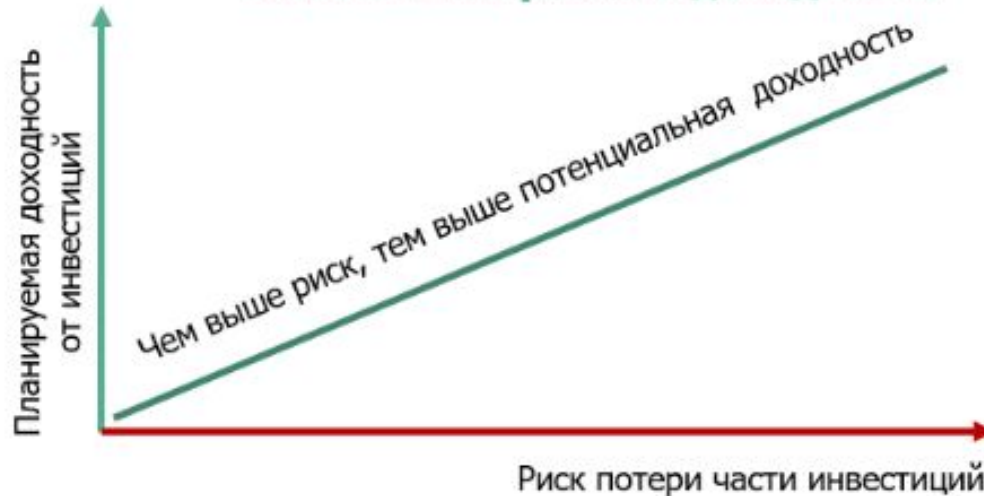 Планируемая доходность
от инвестиций
Чем выше риск, тем выше потенциальная доходность
Риск потери части инвестиций